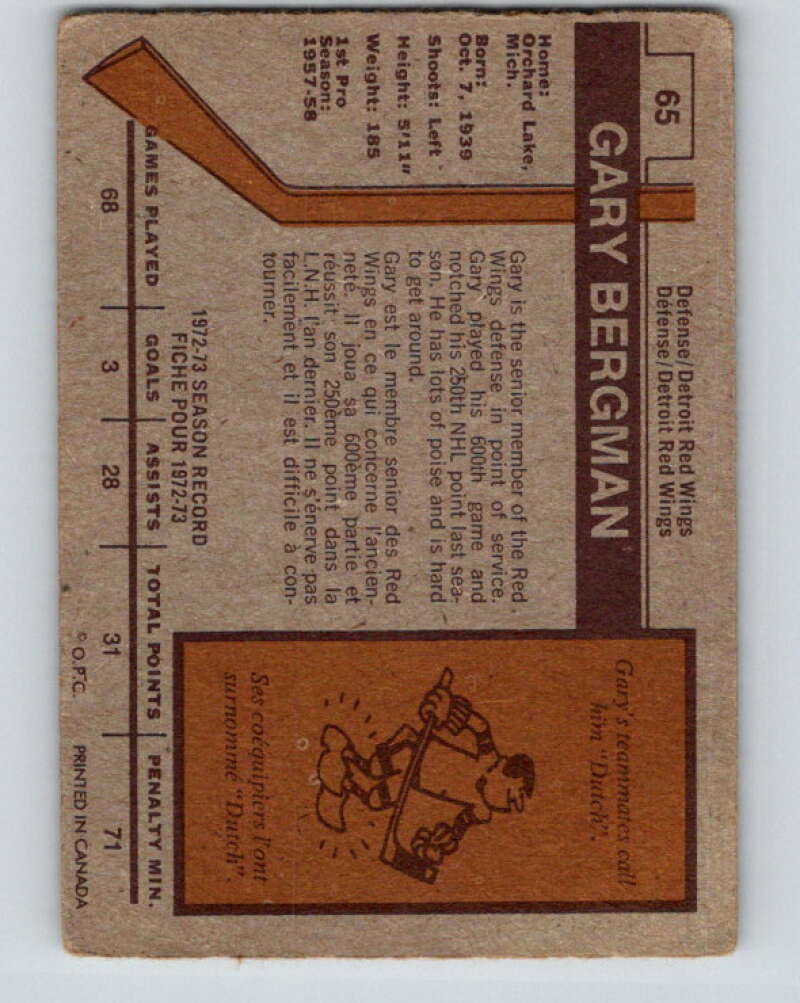 65
Defense/Detroit Red Wings
Défense/Detroit Red Wings
GARY BERGMAN
Home:
Orchard Lake,
Mich.
Born:
Oct. 7, 1939
Shoots: Left
Height: 5'11"
Weight: 185
1st Pro
Season:
1957-58
Gary is the senior member of the Red
Wings defense in point of service.
Gary played his 600th game and
notched his 250th NHL point last sea-
son. He has lots of poise and is hard
to get around.
Gary est le membre senior des Red
Wings en ce qui concerne l'ancien-
neté. Il joua sa 600ème partie et
réussit son 250ème point dans la
L.N.H. l'an dernier. Il ne s'énerve pas
facilement et il est difficile à con-
tourner.
Gary's teammates call
him "Dutch".
Ses coéquipiers l'ont
surnommé "Dutch".
1972-73 SEASON RECORD
FICHE POUR 1972-73
GAMES PLAYED GOALS ASSISTS TOTAL POINTS PENALTY MIN.
68 3 28 31 71
© O.P.C. PRINTED IN CANADA